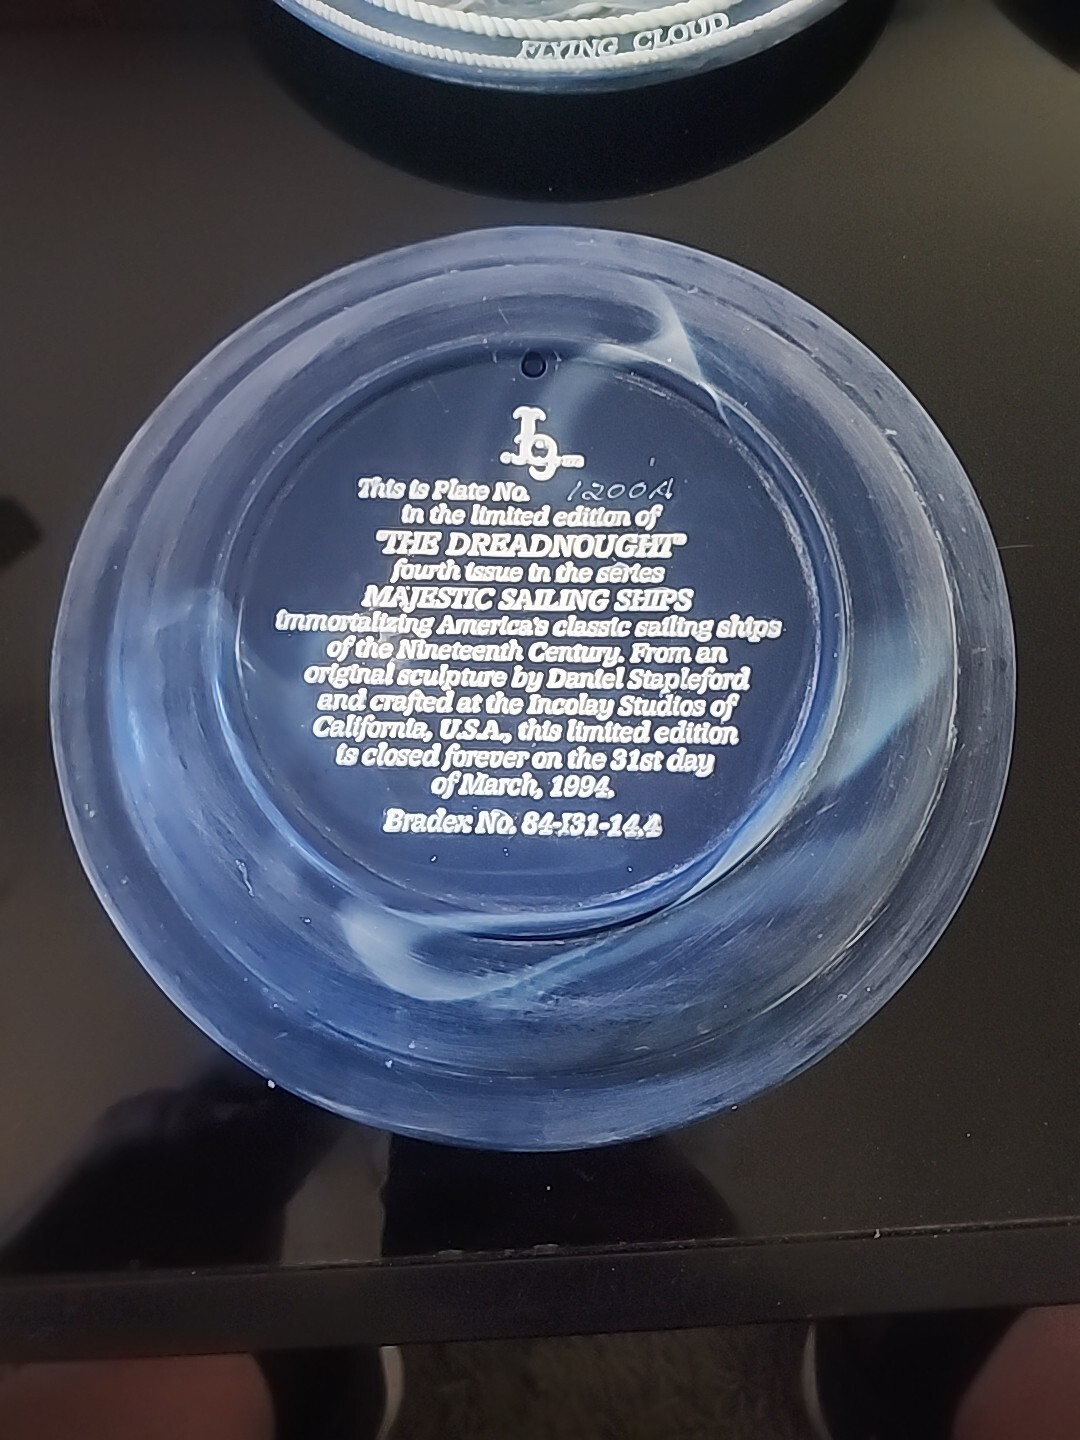 FLYING CLOUD
This is Plate No. 1200A
in the limited edition of
"THE DREADNOUGHT"
fourth issue in the series
MAJESTIC SAILING SHIPS
immortalizing America's classic sailing ships
of the Nineteenth Century. From an
original sculpture by Daniel Stapleford
and crafted at the Incolay Studios of
California, U.S.A., this limited edition
is closed forever on the 31st day
of March, 1994.
Bradex No. 84-I31-14.4